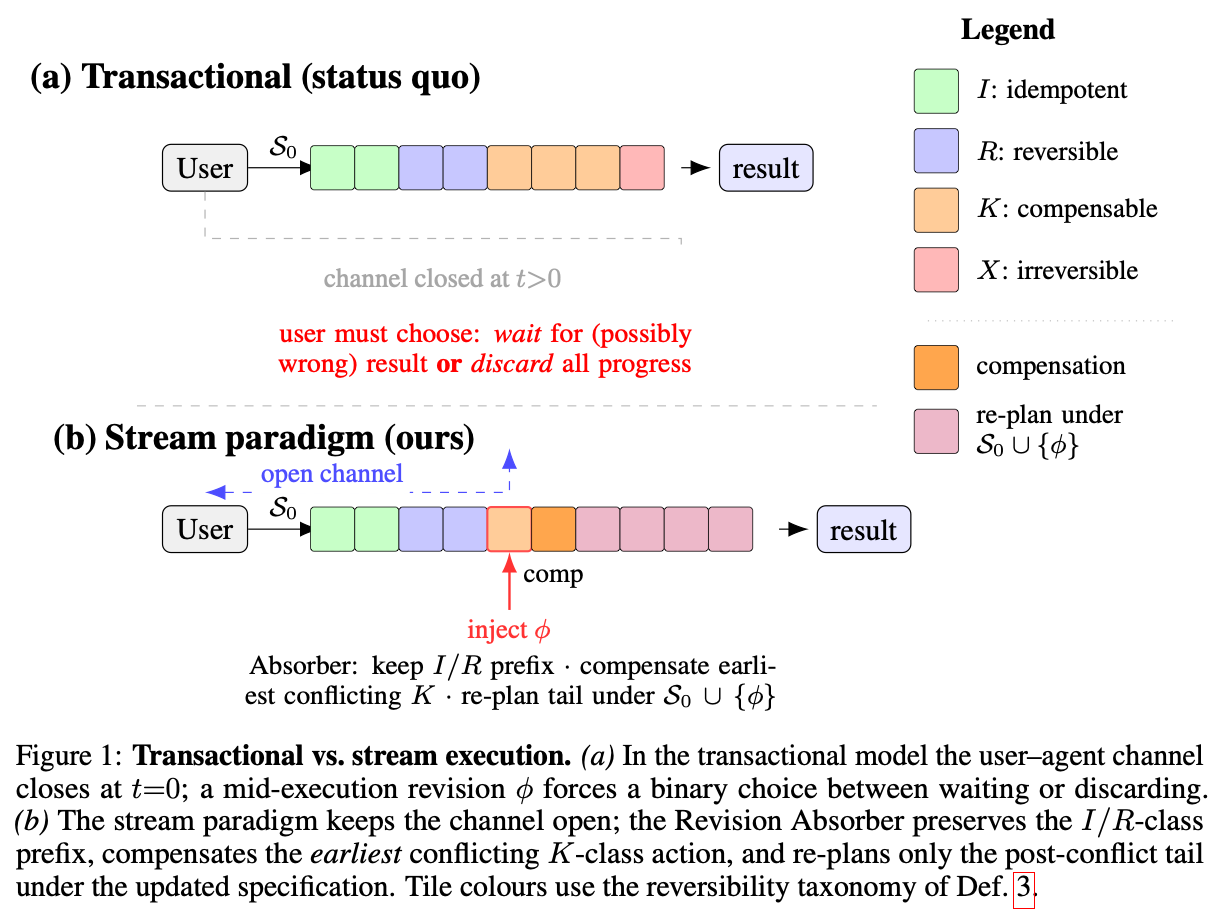 Legend
(a) Transactional (status quo)
I: idempotent
R: reversible
K: compensable
X: irreversible
User
𝒮₀
result
channel closed at t>0
user must choose: wait for (possibly
wrong) result or discard all progress
compensation
re-plan under
𝒮₀ ∪ {ϕ}
(b) Stream paradigm (ours)
open channel
User
𝒮₀
result
comp
inject ϕ
Absorber: keep I/R prefix · compensate earli-
est conflicting K · re-plan tail under 𝒮₀ ∪ {ϕ}
Figure 1: Transactional vs. stream execution. (a) In the transactional model the user–agent channel
closes at t=0; a mid-execution revision ϕ forces a binary choice between waiting or discarding.
(b) The stream paradigm keeps the channel open; the Revision Absorber preserves the I/R-class
prefix, compensates the earliest conflicting K-class action, and re-plans only the post-conflict tail
under the updated specification. Tile colours use the reversibility taxonomy of Def. 3.